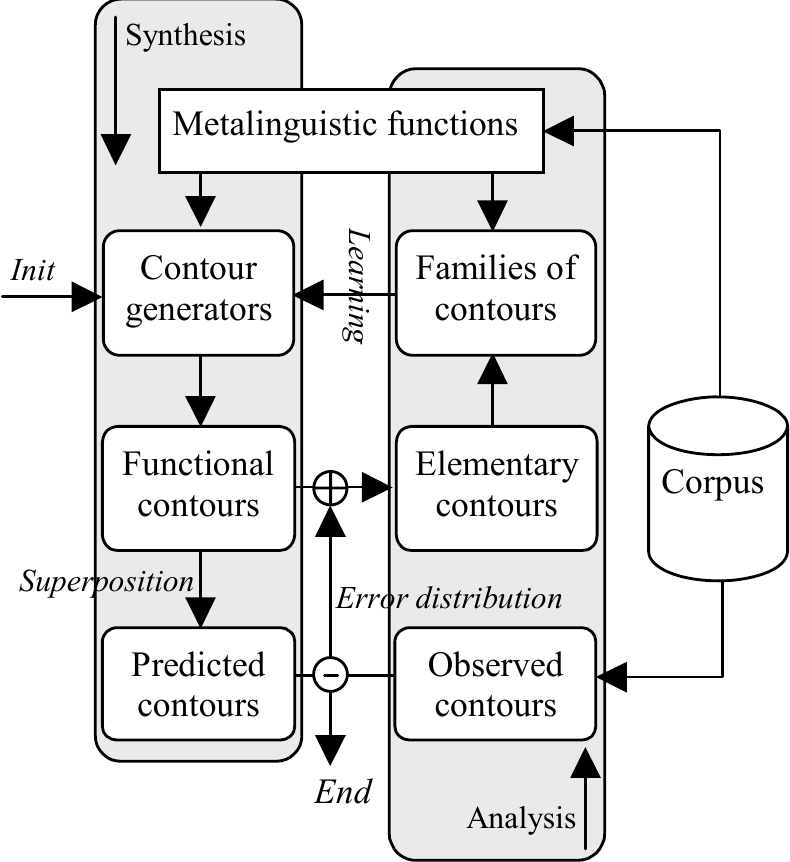 Synthesis
Metalinguistic functions
Init
Contour
generators
Learning
Families of
contours
Functional
contours
Elementary
contours
Corpus
Superposition
Error distribution
Predicted
contours
-
Observed
contours
End
Analysis